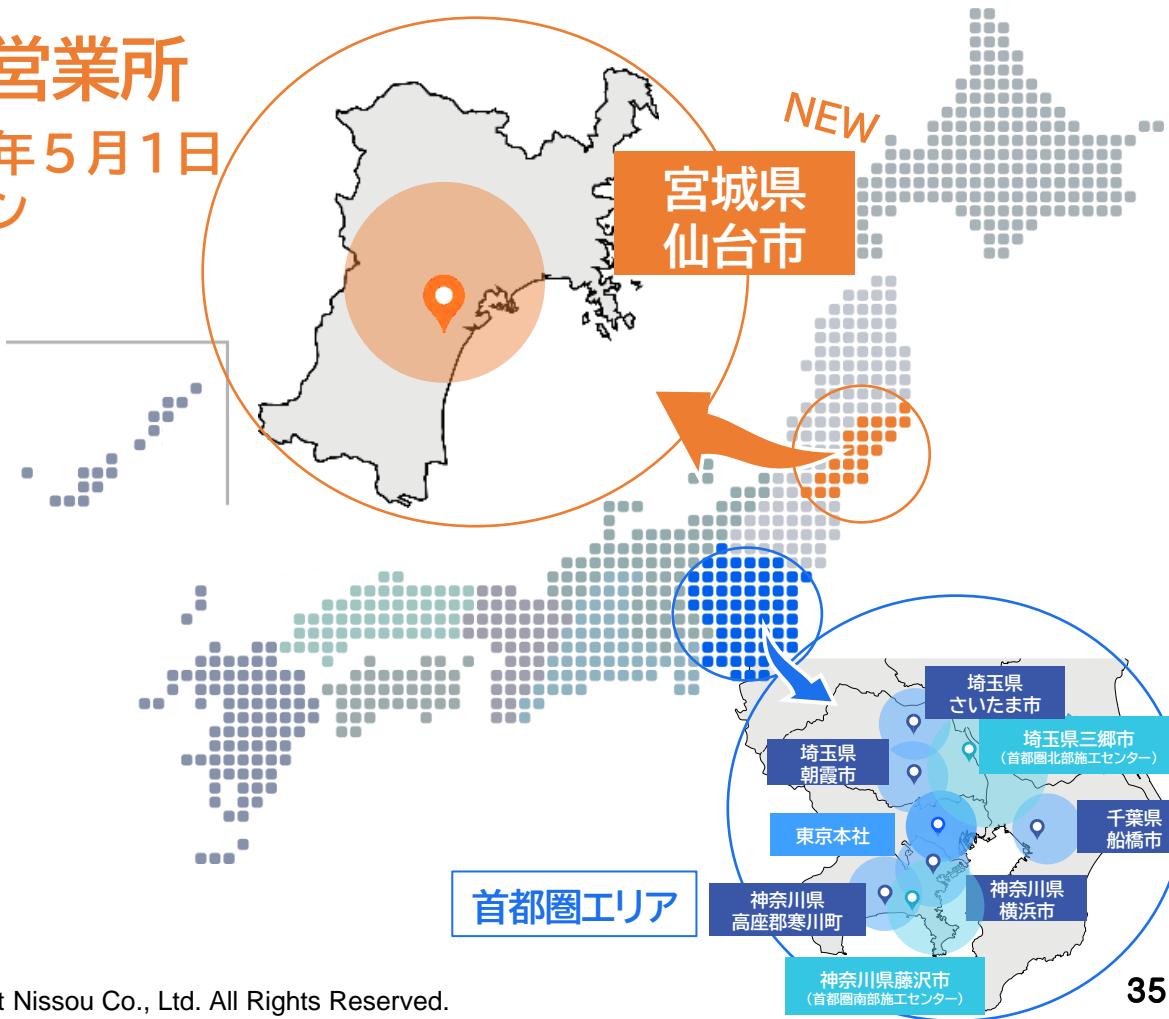 営業所
年５月1日
ン
NEW
宮城県
仙台市
埼玉県
さいたま市
埼玉県三郷市
（首都圏北部施工センター）
埼玉県
朝霞市
東京本社
千葉県
船橋市
首都圏エリア
神奈川県
高座郡寒川町
神奈川県
横浜市
神奈川県藤沢市
（首都圏南部施工センター）
t Nissou Co., Ltd. All Rights Reserved.
35